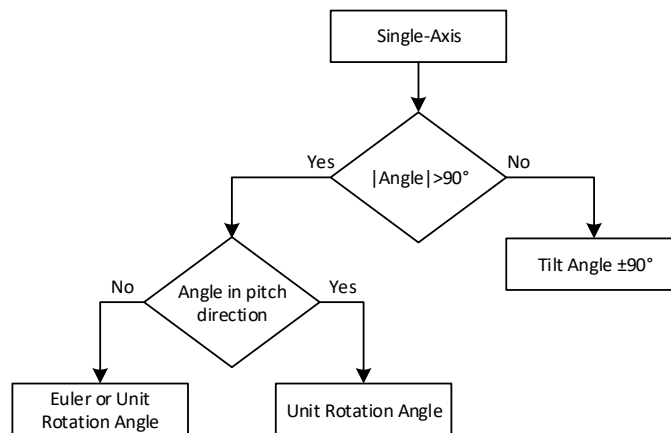 Single-Axis
Yes
|Angle|>90°
No
Tilt Angle ±90°
No
Angle in pitch
direction
Yes
Euler or Unit
Rotation Angle
Unit Rotation Angle